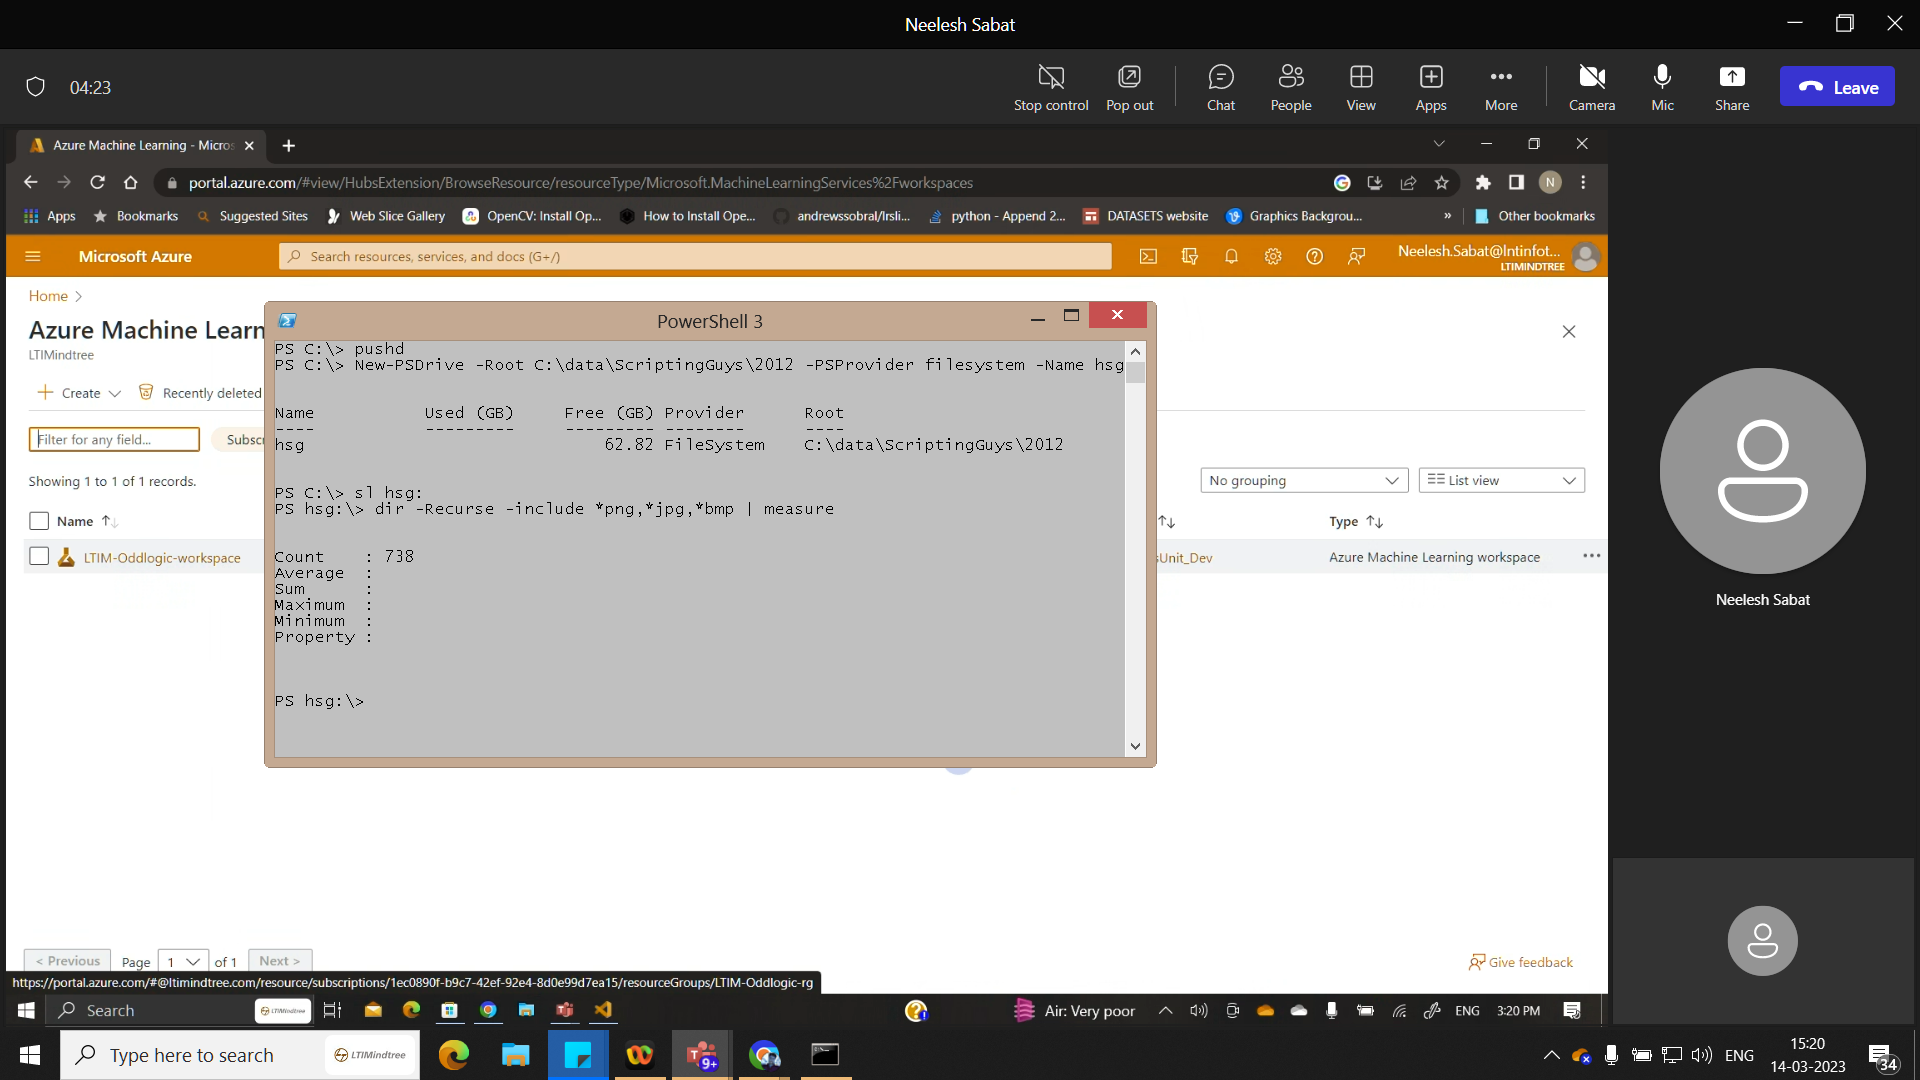 Neelesh Sabat
04:23
Stop control
Pop out
Chat
People
View
Apps
More
Camera
Mic
Share
Leave
Azure Machine Learning - Micros
portal.azure.com/#view/HubsExtension/BrowseResource/resourceType/Microsoft.MachineLearningServices%2Fworkspaces
N
Apps
Bookmarks
Suggested Sites
Web Slice Gallery
OpenCV: Install Op...
How to Install Ope...
andrewssobral/lrsli...
python - Append 2...
DATASETS website
Graphics Backgrou...
»
Other bookmarks
Microsoft Azure
Search resources, services, and docs (G+/)
Neelesh.Sabat@lntinfot...
LTIMINDTREE
Home >
Azure Machine Learn
LTIMindtree
Create
Recently deleted
Filter for any field...
Subscr
Showing 1 to 1 of 1 records.
No grouping
List view
Name ↑↓
↑↓
Type ↑↓
LTIM-Oddlogic-workspace
sUnit_Dev
Azure Machine Learning workspace
PowerShell 3
PS C:\> pushd
PS C:\> New-PSDrive -Root C:\data\ScriptingGuys\2012 -PSProvider filesystem -Name hsg
Name Used (GB) Free (GB) Provider Root
---- --------- --------- -------- ----
hsg 62.82 FileSystem C:\data\ScriptingGuys\2012
PS C:\> sl hsg:
PS hsg:\> dir -Recurse -include *png,*jpg,*bmp | measure
Count : 738
Average :
Sum :
Maximum :
Minimum :
Property :
PS hsg:\>
Neelesh Sabat
< Previous
Page 1 of 1
Next >
Give feedback
https://portal.azure.com/#@ltimindtree.com/resource/subscriptions/1ec0890f-b9c7-42ef-92e4-8d0e99d7ea15/resourceGroups/LTIM-Oddlogic-rg
Search
LTIMindtree
Air: Very poor
ENG
3:20 PM
Type here to search
LTIMindtree
9+
ENG
15:20
14-03-2023
34